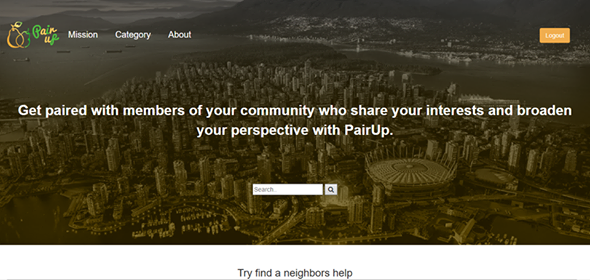 Pair up
Mission
Category
About
Logout
Get paired with members of your community who share your interests and broaden
your perspective with PairUp.
Search..
Try find a neighbors help